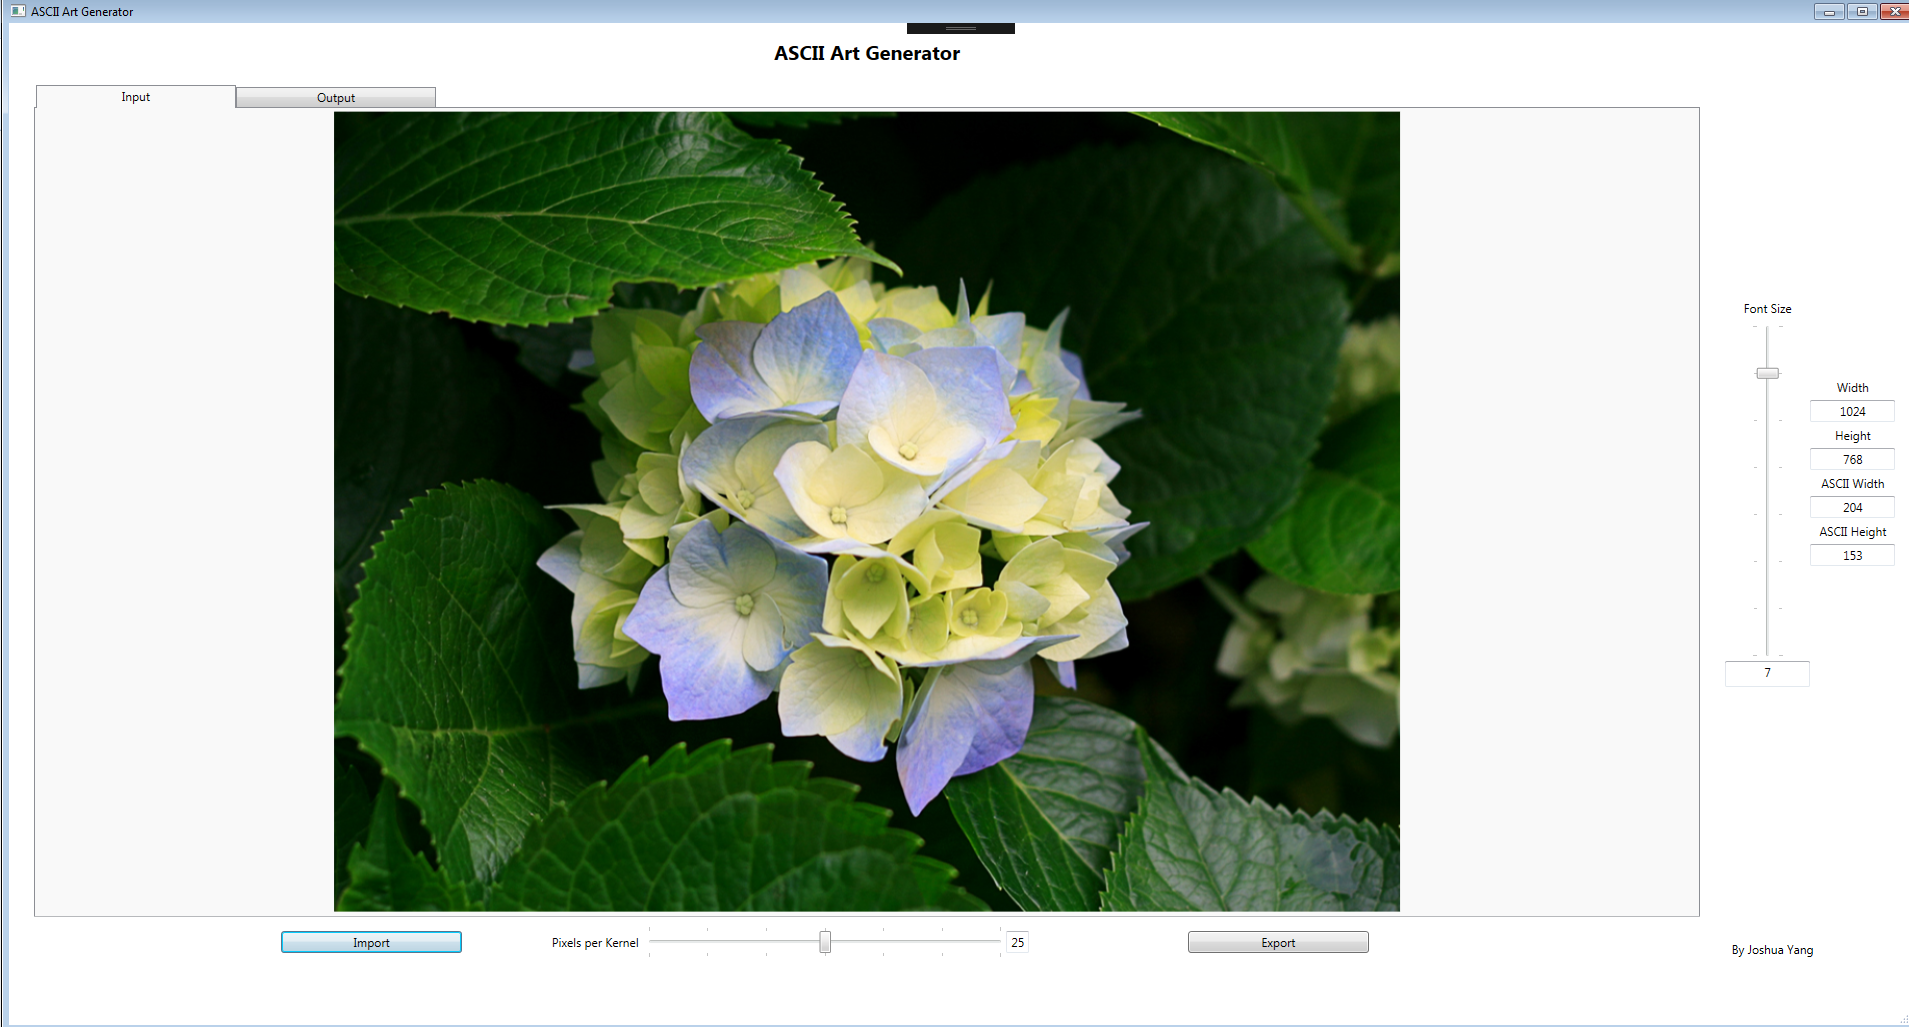 ASCII Art Generator
ASCII Art Generator
Input
Output
Font Size
Width
1024
Height
768
ASCII Width
204
ASCII Height
153
7
Import
Pixels per Kernel
25
Export
By Joshua Yang